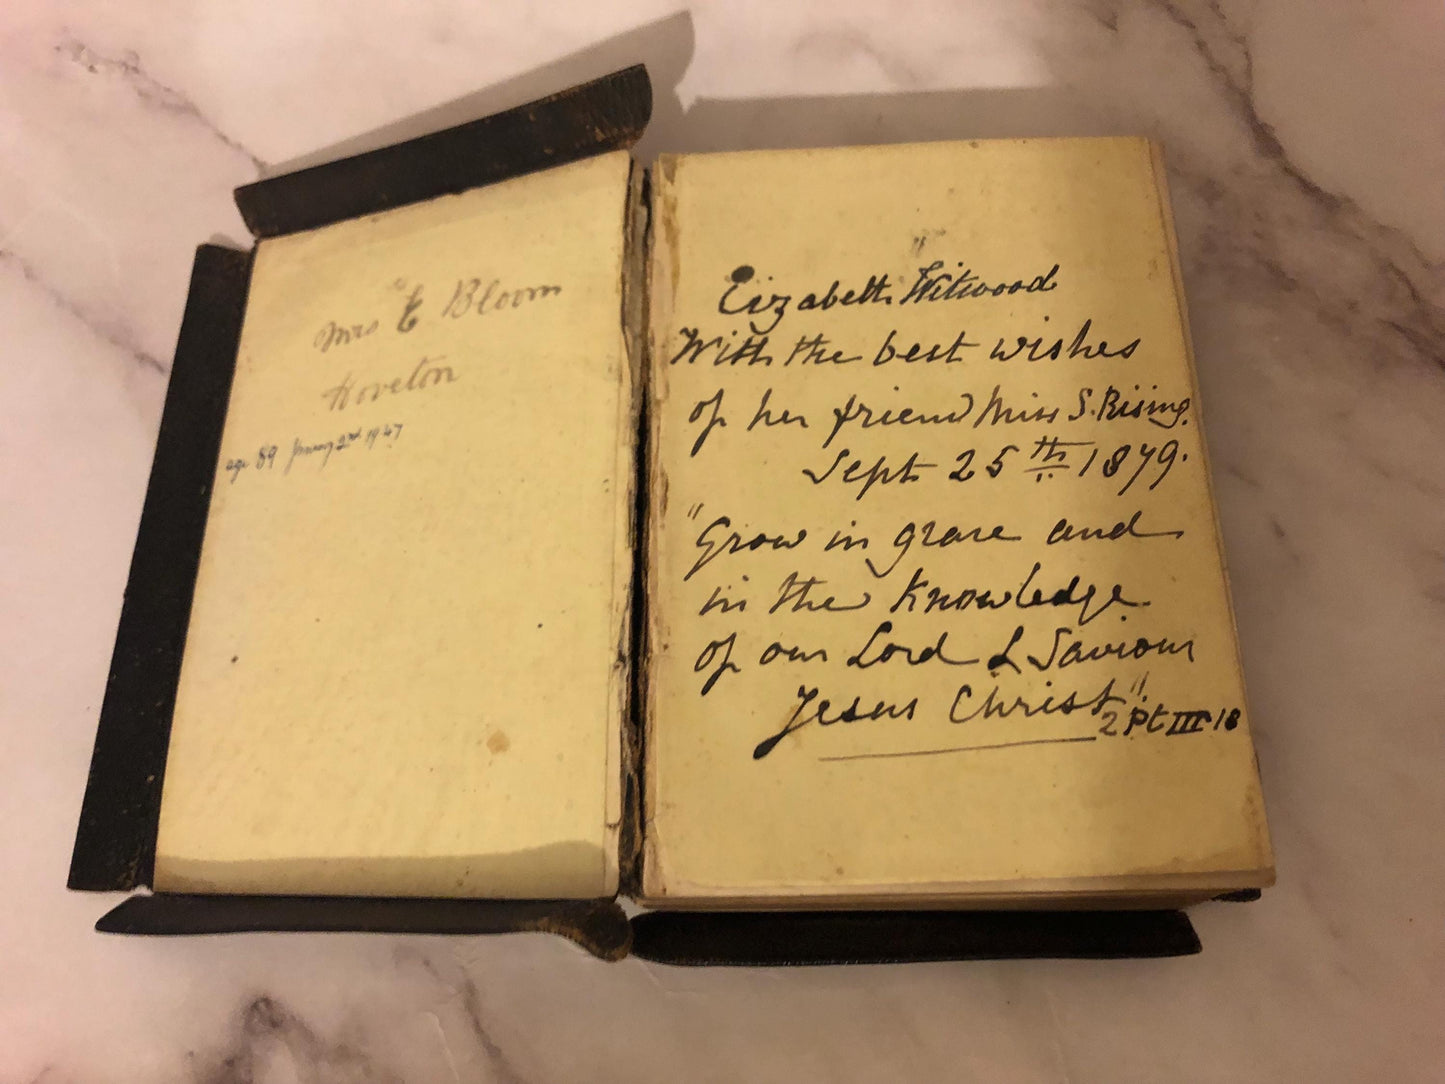 Mrs E Bloom
Hoveton
age 89 January 2nd 1947
Elizabeth Witwood
With the best wishes
of her friend Miss S. Rising.
Sept 25th 1879.
"Grow in grace and
in the Knowledge
of our Lord & Saviour
Jesus Christ".
2 Pt III 18